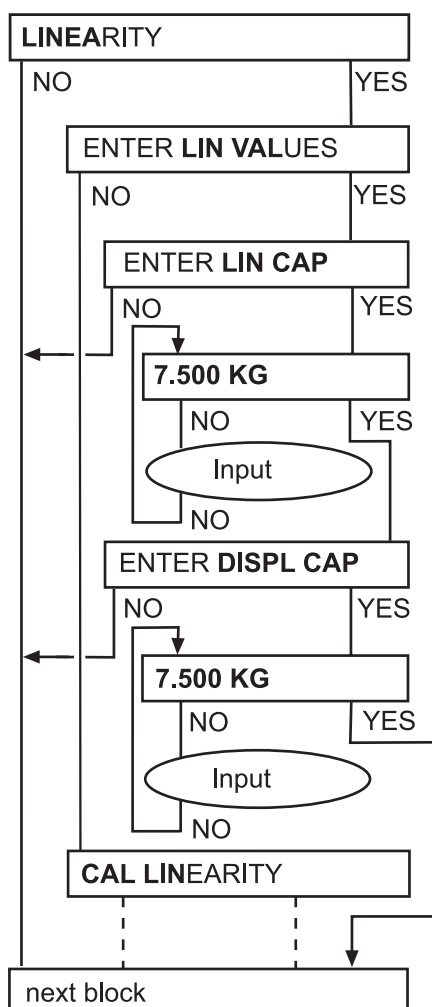 LINEARITY
NO YES
ENTER LIN VALUES
NO YES
ENTER LIN CAP
NO YES
7.500 KG
NO YES
Input
NO
ENTER DISPL CAP
NO YES
7.500 KG
NO YES
Input
NO
CAL LINEARITY
next block